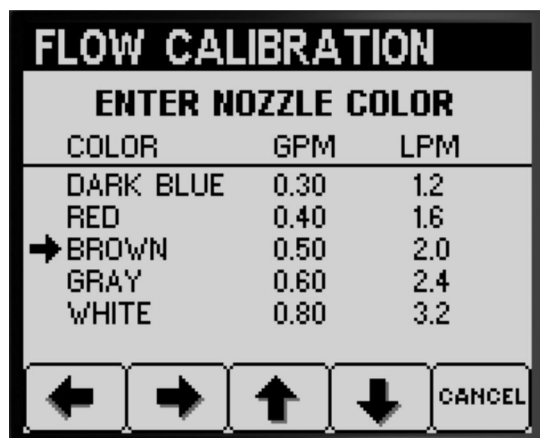 FLOW CALIBRATION
ENTER NOZZLE COLOR
COLOR GPM LPM
DARK BLUE 0.30 1.2
RED 0.40 1.6
BROWN 0.50 2.0
GRAY 0.60 2.4
WHITE 0.80 3.2
CANCEL